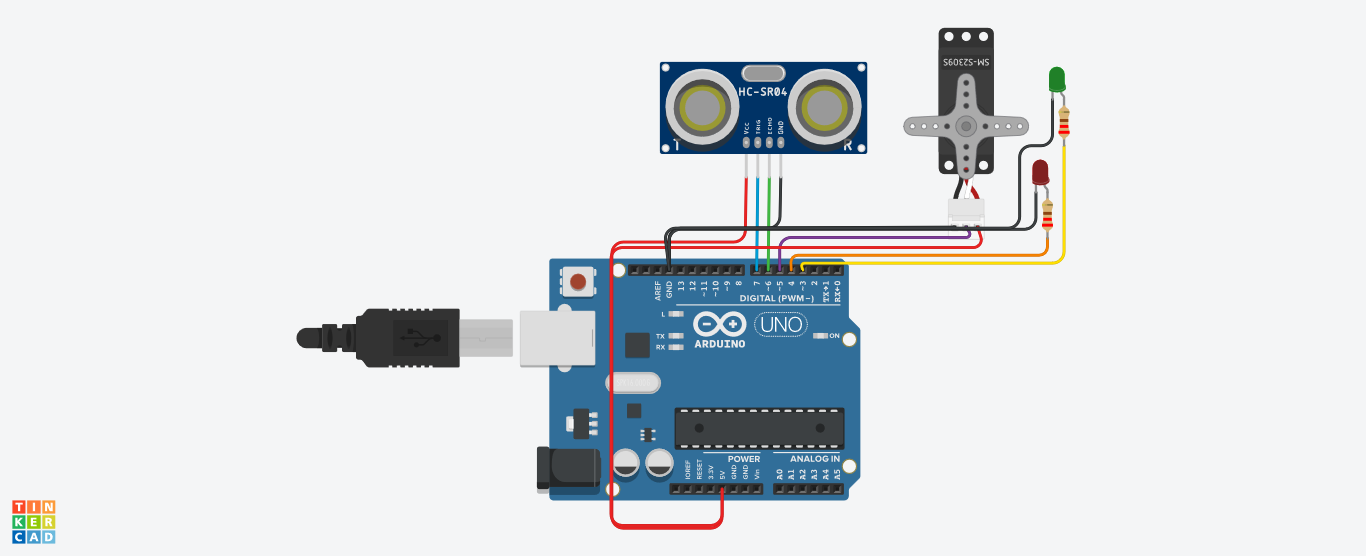 SM-S2309S
HC-SR04
VCC
TRIG
ECHO
GND
T
R
AREF
GND
13
12
~11
~10
~9
8
7
~6
~5
4
~3
2
TX→1
RX←0
DIGITAL (PWM~)
L
TX
RX
ARDUINO
UNO
ON
POWER
ANALOG IN
IOREF
RESET
3.3V
5V
GND
GND
Vin
A0
A1
A2
A3
A4
A5
TIN
KER
CAD